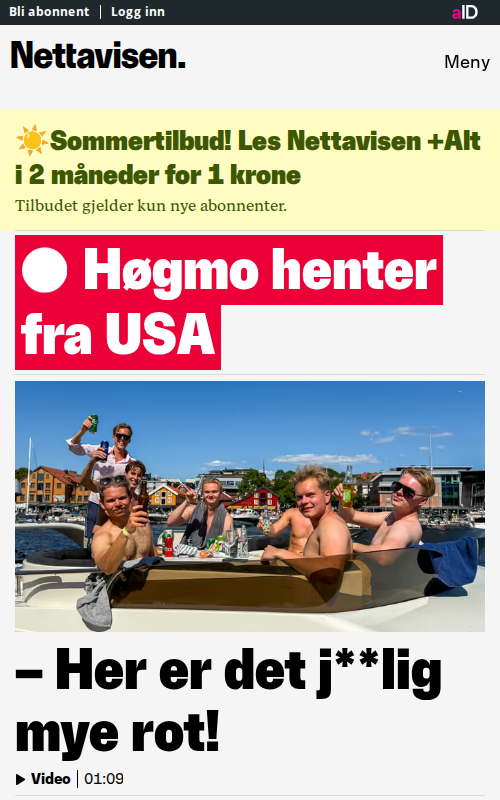 Bli abonnent
Logg inn
aID
Nettavisen.
Meny
☀️Sommertilbud! Les Nettavisen +Alt
i 2 måneder for 1 krone
Tilbudet gjelder kun nye abonnenter.
Høgmo henter
fra USA
– Her er det j**lig
mye rot!
Video
01:09